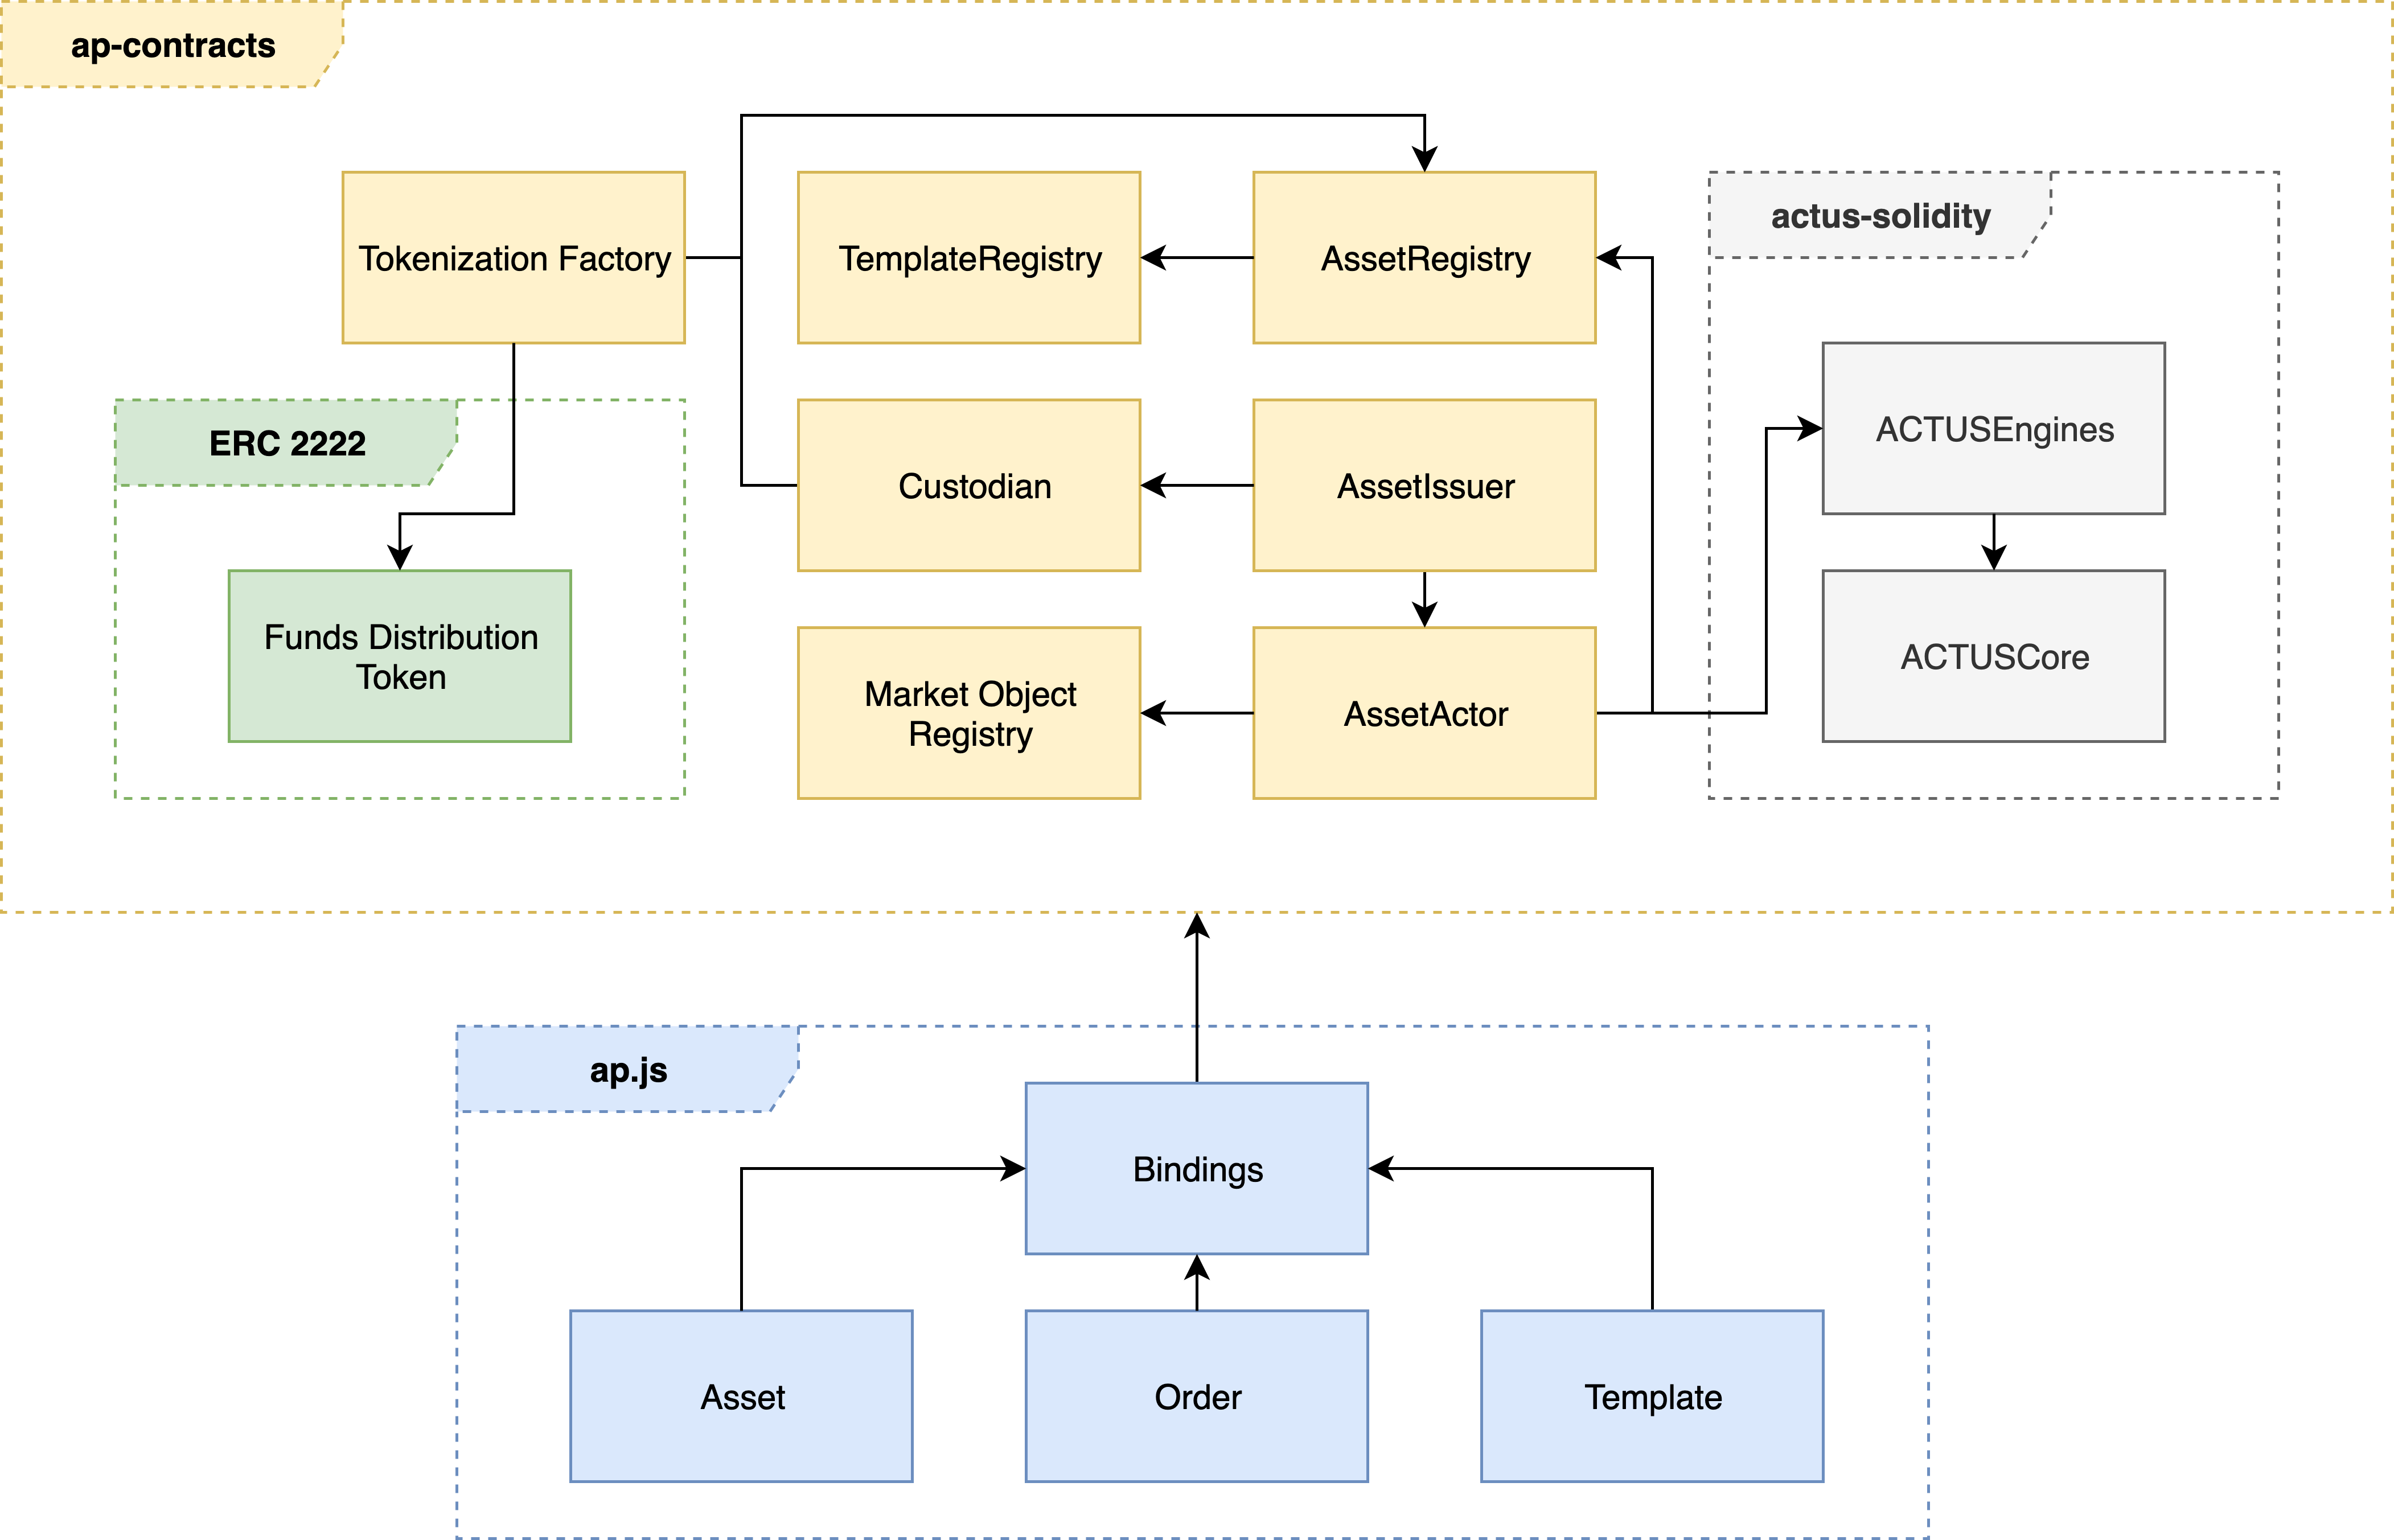 ap-contracts
Tokenization Factory
TemplateRegistry
AssetRegistry
actus-solidity
ERC 2222
Custodian
AssetIssuer
ACTUSEngines
Funds Distribution
Token
Market Object
Registry
AssetActor
ACTUSCore
ap.js
Bindings
Asset
Order
Template